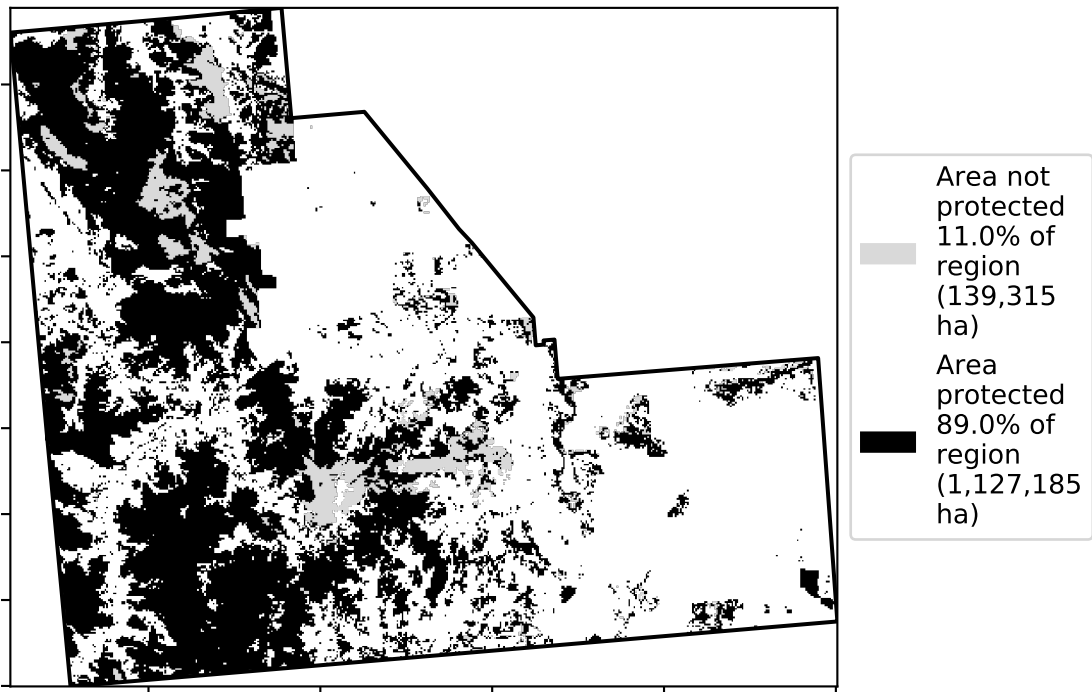 Area not
protected
11.0% of
region
(139,315
ha)
Area
protected
89.0% of
region
(1,127,185
ha)